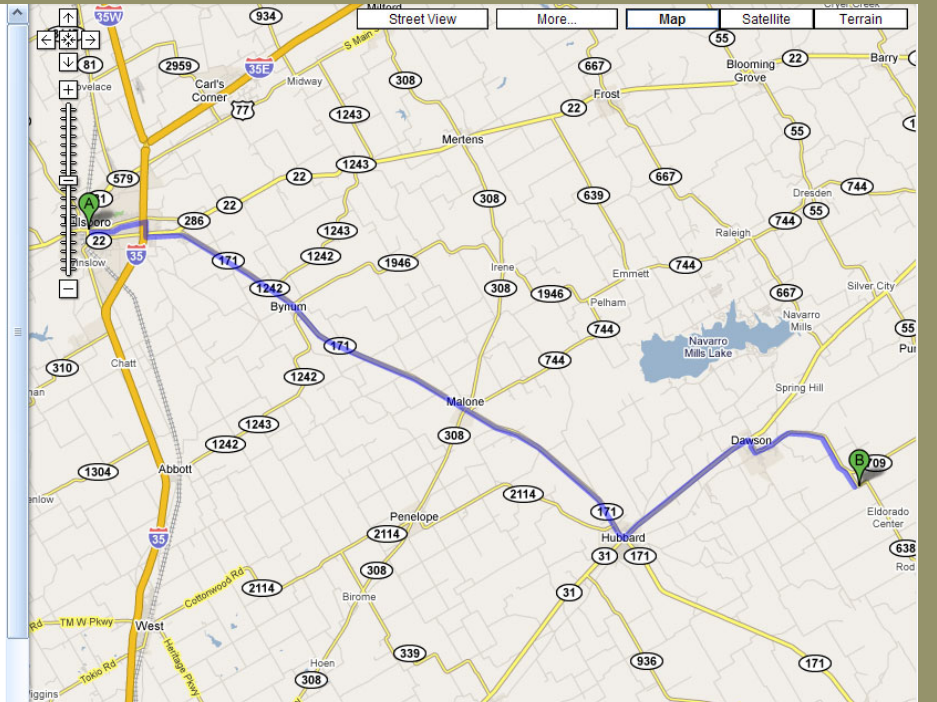 Street View
More...
Map
Satellite
Terrain
35W
934
Milford
S Main St
55
22
Barry
81
2959
35E
Midway
308
667
Blooming
Grove
Carl's
Corner
77
Frost
22
1243
Mertens
55
579
1243
22
22
308
639
667
Dresden
744
55
A
286
744
Raleigh
22
1243
35
171
1242
1946
Irene
Emmett
744
1242
308
1946
Pelham
667
Silver City
Bynum
Navarro
Mills
171
744
Navarro
Mills Lake
55
310
Chatt
744
1242
Spring Hill
Malone
1243
308
Dawson
1242
1304
Abbott
B
709
2114
171
Eldorado
Center
Penelope
2114
Hubbard
35
31
171
638
308
2114
Cottonwood Rd
31
Birome
TM W Pkwy
West
Heritage Pkwy
339
936
171
Tokio Rd
Hoen
308